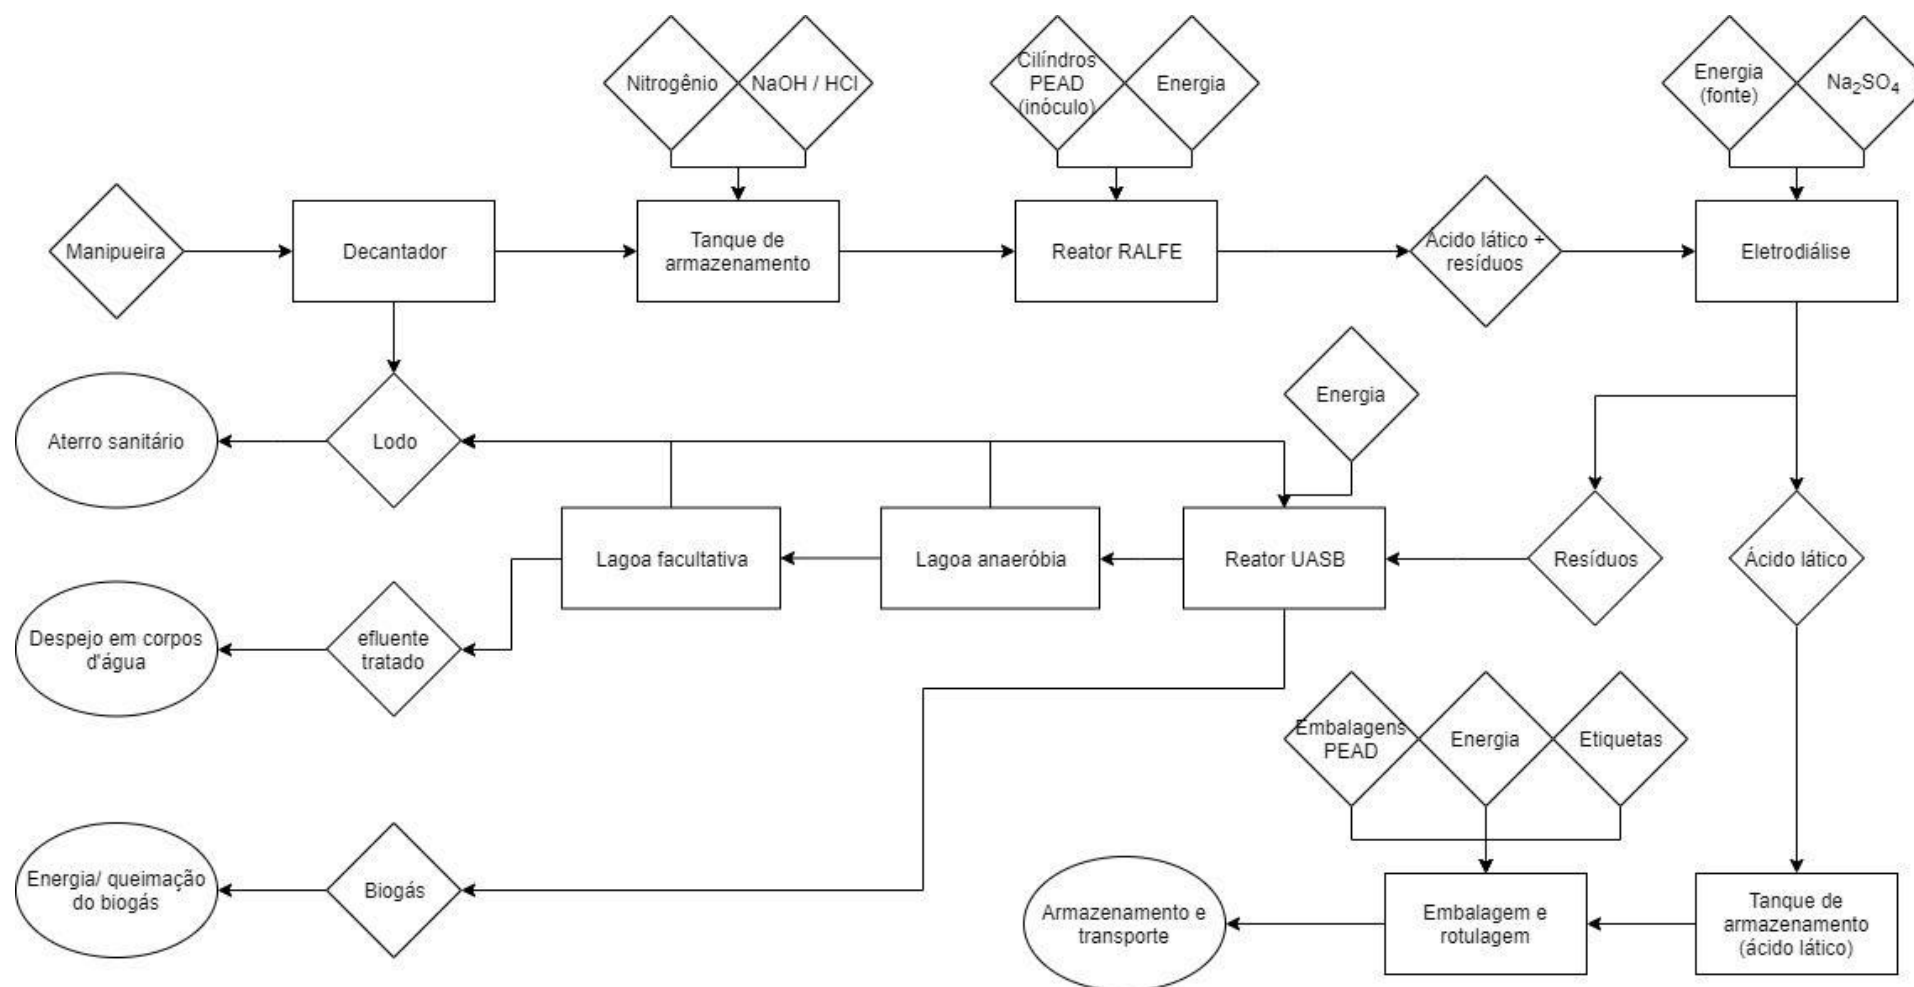 Nitrogênio
NaOH / HCl
Cilíndros
PEAD
(inóculo)
Energia
Energia
(fonte)
Na₂SO₄
Manipueira
Decantador
Tanque de
armazenamento
Reator RALFE
Ácido lático +
resíduos
Eletrodiálise
Energia
Aterro sanitário
Lodo
Lagoa facultativa
Lagoa anaeróbia
Reator UASB
Resíduos
Ácido lático
Despejo em corpos
d'água
efluente
tratado
Embalagens
PEAD
Energia
Etiquetas
Energia/ queimação
do biogás
Biogás
Armazenamento e
transporte
Embalagem e
rotulagem
Tanque de
armazenamento
(ácido lático)